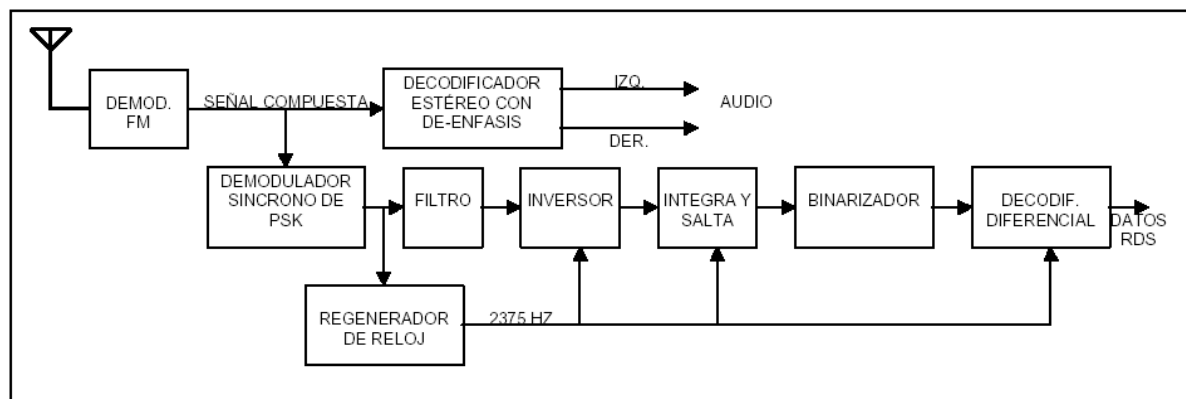 DEMOD.
FM
SEÑAL COMPUESTA
DECODIFICADOR
ESTÉREO CON
DE-ENFASIS
IZQ.
DER.
AUDIO
DEMODULADOR
SINCRONO DE
PSK
FILTRO
INVERSOR
INTEGRA Y
SALTA
BINARIZADOR
DECODIF.
DIFERENCIAL
DATOS
RDS
REGENERADOR
DE RELOJ
2375 HZ